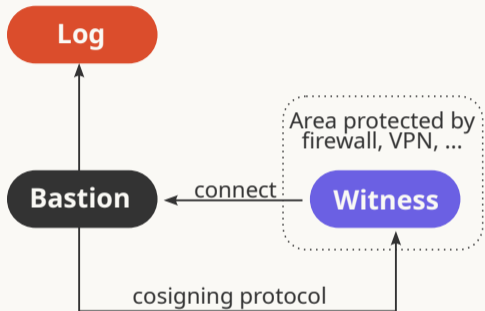 Log
Area protected by
firewall, VPN, ...
Bastion
connect
Witness
cosigning protocol